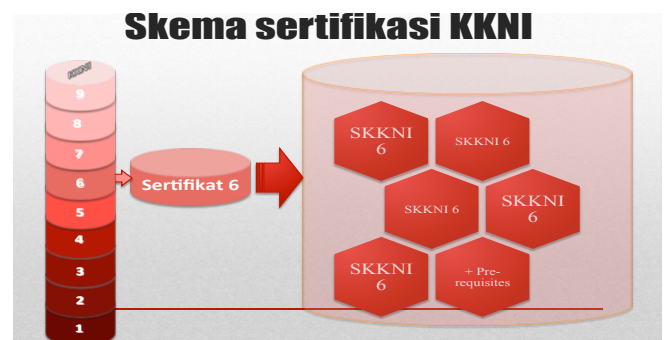 Skema sertifikasi KKNI
KKNI
9
8
7
6
5
4
3
2
1
Sertifikat 6
SKKNI
6
SKKNI 6
SKKNI 6
SKKNI
6
SKKNI
6
+ Pre-
requisites